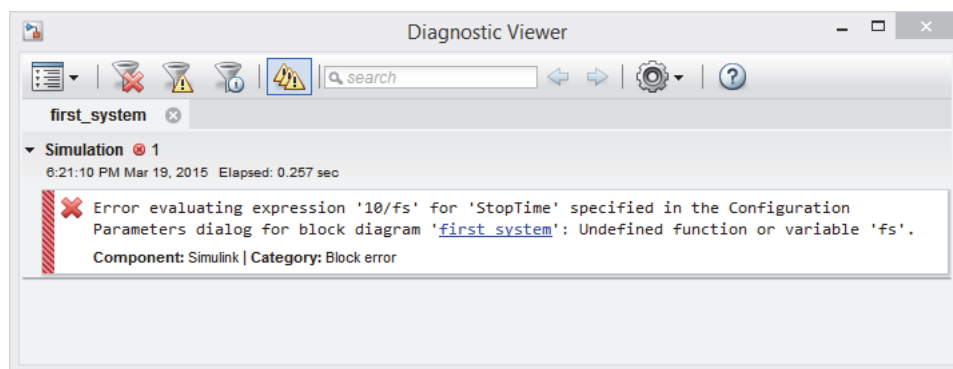 Diagnostic Viewer
search
first_system
Simulation 1
6:21:10 PM Mar 19, 2015 Elapsed: 0.257 sec
Error evaluating expression '10/fs' for 'StopTime' specified in the Configuration
Parameters dialog for block diagram 'first_system': Undefined function or variable 'fs'.
Component: Simulink | Category: Block error